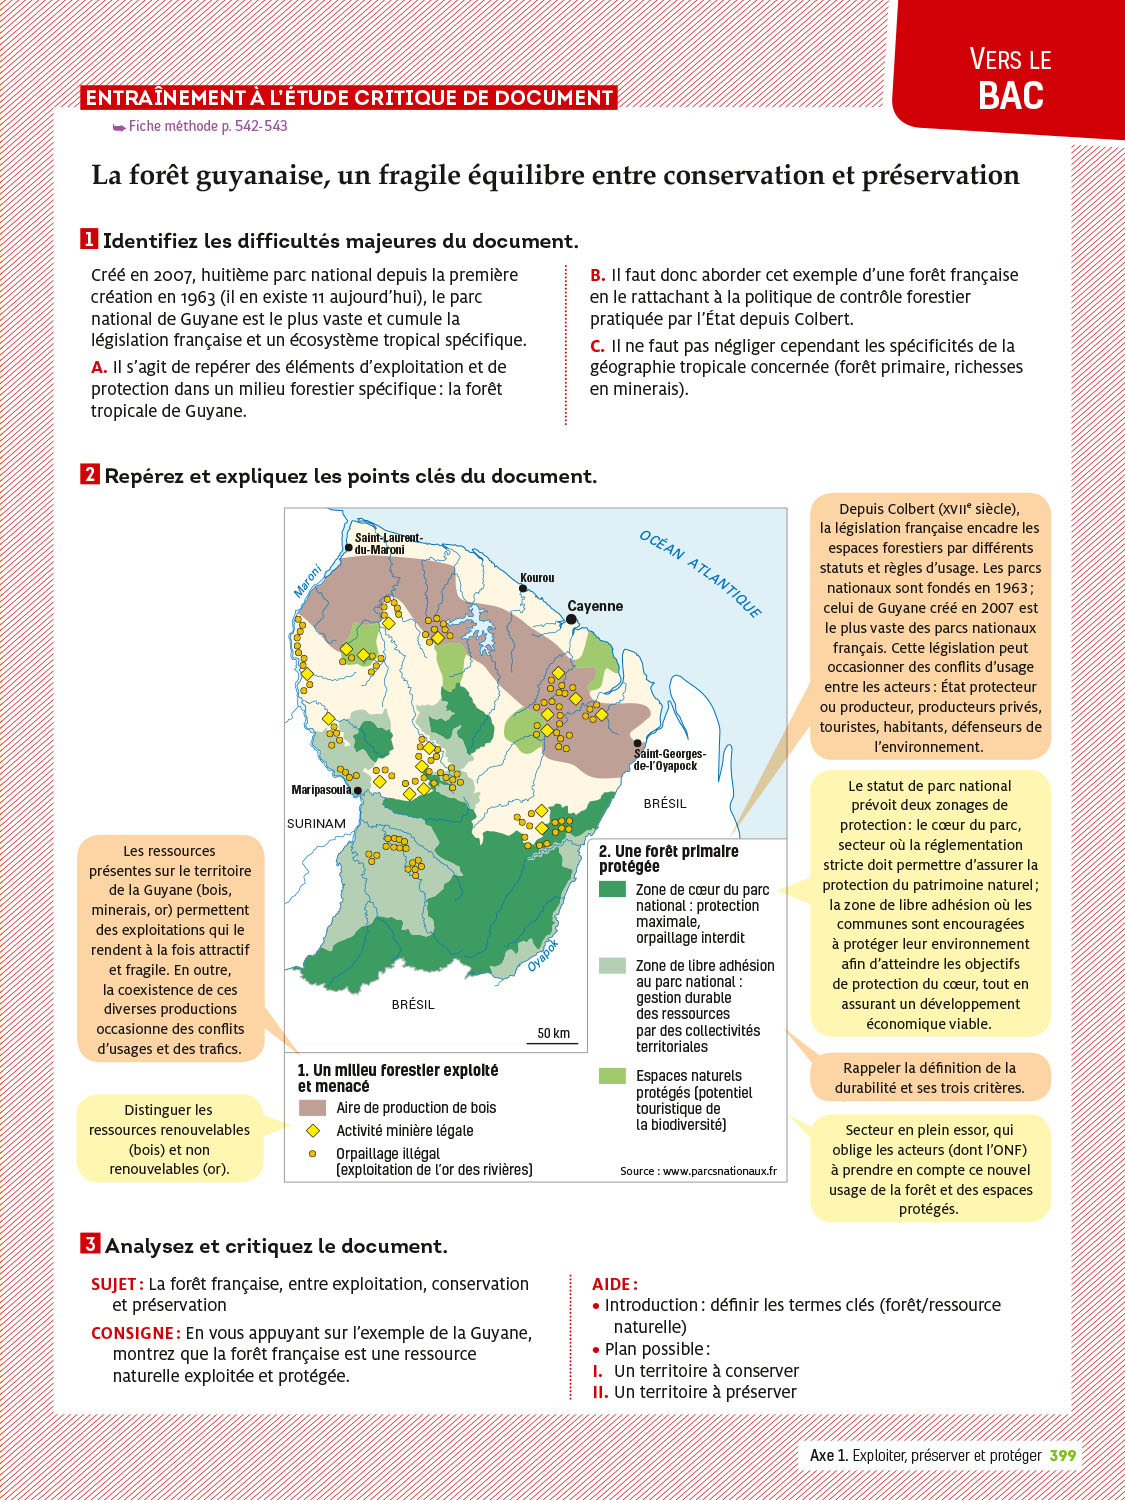 VERS LE
BAC
ENTRAÎNEMENT À L'ÉTUDE CRITIQUE DE DOCUMENT
Fiche méthode p. 542-543
La forêt guyanaise, un fragile équilibre entre conservation et préservation
1 Identifiez les difficultés majeures du document.
Créé en 2007, huitième parc national depuis la première
création en 1963 (il en existe 11 aujourd'hui), le parc
national de Guyane est le plus vaste et cumule la
législation française et un écosystème tropical spécifique.
A. Il s'agit de repérer des éléments d'exploitation et de
protection dans un milieu forestier spécifique : la forêt
tropicale de Guyane.
B. Il faut donc aborder cet exemple d'une forêt française
en le rattachant à la politique de contrôle forestier
pratiquée par l'État depuis Colbert.
C. Il ne faut pas négliger cependant les spécificités de la
géographie tropicale concernée (forêt primaire, richesses
en minerais).
2 Repérez et expliquez les points clés du document.
Saint-Laurent-
du-Maroni
Maroni
Kourou
Cayenne
OCÉAN ATLANTIQUE
Saint-Georges-
de-l'Oyapock
Maripasoula
SURINAM
BRÉSIL
Oyapok
BRÉSIL
50 km
1. Un milieu forestier exploité
et menacé
Aire de production de bois
Activité minière légale
Orpaillage illégal
(exploitation de l'or des rivières)
2. Une forêt primaire
protégée
Zone de cœur du parc
national : protection
maximale,
orpaillage interdit
Zone de libre adhésion
au parc national :
gestion durable
des ressources
par des collectivités
territoriales
Espaces naturels
protégés (potentiel
touristique de
la biodiversité)
Source : www.parcsnationaux.fr
Les ressources
présentes sur le territoire
de la Guyane (bois,
minerais, or) permettent
des exploitations qui le
rendent à la fois attractif
et fragile. En outre,
la coexistence de ces
diverses productions
occasionne des conflits
d'usages et des trafics.
Distinguer les
ressources renouvelables
(bois) et non
renouvelables (or).
Depuis Colbert (XVIIe siècle),
la législation française encadre les
espaces forestiers par différents
statuts et règles d'usage. Les parcs
nationaux sont fondés en 1963 ;
celui de Guyane créé en 2007 est
le plus vaste des parcs nationaux
français. Cette législation peut
occasionner des conflits d'usage
entre les acteurs : État protecteur
ou producteur, producteurs privés,
touristes, habitants, défenseurs de
l'environnement.
Le statut de parc national
prévoit deux zonages de
protection : le cœur du parc,
secteur où la réglementation
stricte doit permettre d'assurer la
protection du patrimoine naturel ;
la zone de libre adhésion où les
communes sont encouragées
à protéger leur environnement
afin d'atteindre les objectifs
de protection du cœur, tout en
assurant un développement
économique viable.
Rappeler la définition de la
durabilité et ses trois critères.
Secteur en plein essor, qui
oblige les acteurs (dont l'ONF)
à prendre en compte ce nouvel
usage de la forêt et des espaces
protégés.
3 Analysez et critiquez le document.
SUJET : La forêt française, entre exploitation, conservation
et préservation
CONSIGNE : En vous appuyant sur l'exemple de la Guyane,
montrez que la forêt française est une ressource
naturelle exploitée et protégée.
AIDE :
• Introduction : définir les termes clés (forêt/ressource
naturelle)
• Plan possible :
I. Un territoire à conserver
II. Un territoire à préserver
Axe 1. Exploiter, préserver et protéger 399